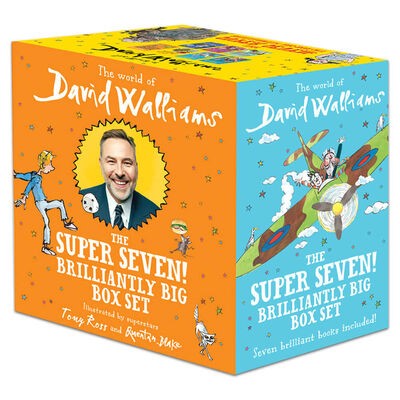 The world of
David Walliams
THE
SUPER SEVEN!
BRILLIANTLY BIG
BOX SET
Illustrated by superstars
Tony Ross and Quentin Blake
The world of
David Walliams
THE
SUPER SEVEN!
BRILLIANTLY BIG
BOX SET
Seven brilliant books included!